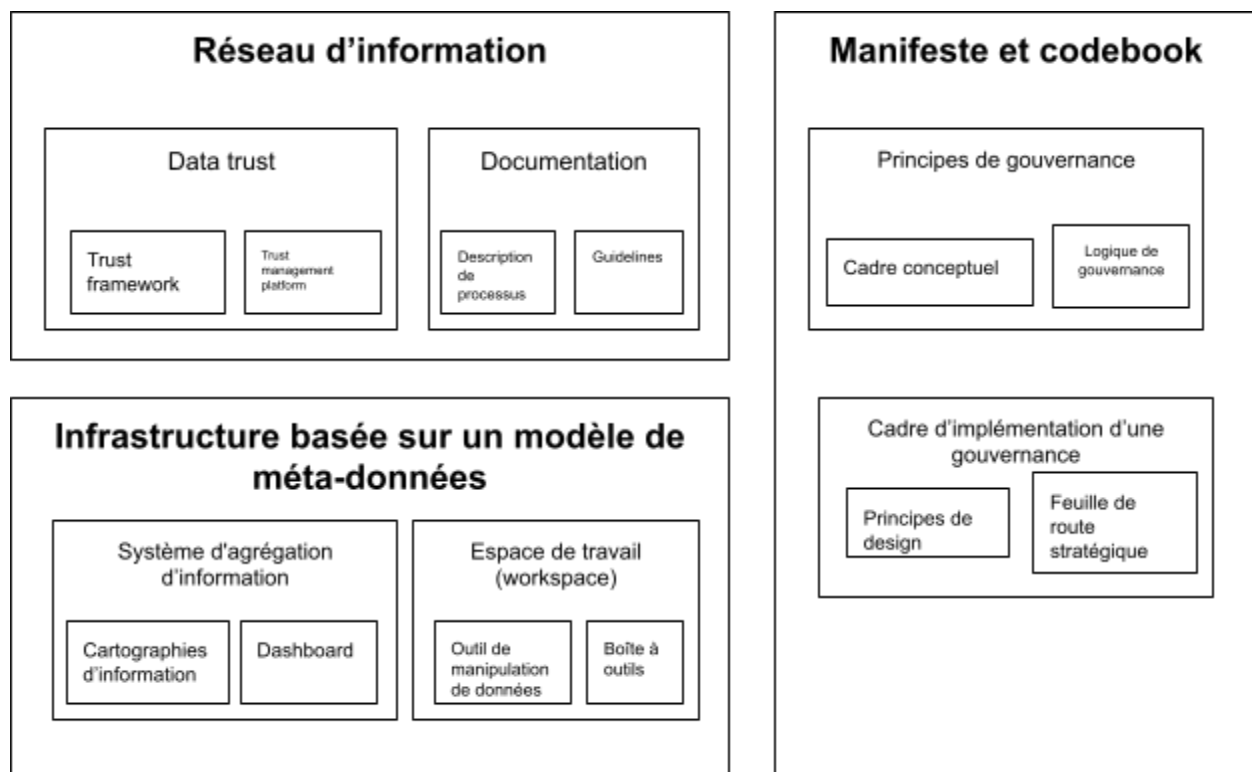 Réseau d’information
Data trust
Trust
framework
Trust
management
platform
Documentation
Description
de
processus
Guidelines
Manifeste et codebook
Principes de gouvernance
Cadre conceptuel
Logique de
gouvernance
Cadre d’implémentation d’une
gouvernance
Principes de
design
Feuille de
route
stratégique
Infrastructure basée sur un modèle de
méta-données
Système d'agrégation
d’information
Cartographies
d’information
Dashboard
Espace de travail
(workspace)
Outil de
manipulation
de données
Boîte à
outils